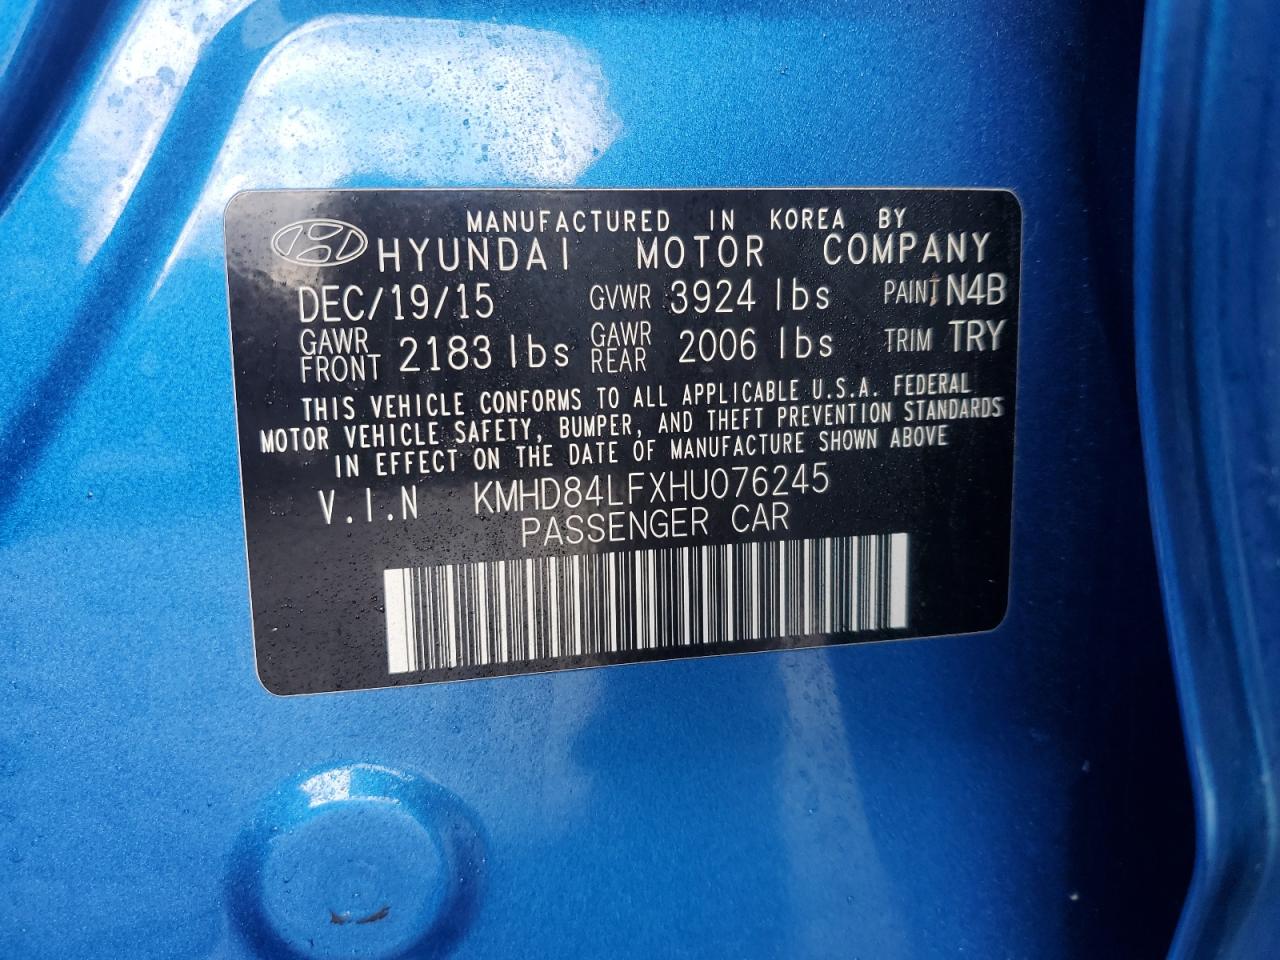 MANUFACTURED IN KOREA BY
HYUNDAI MOTOR COMPANY
DEC/19/15 GVWR 3924 lbs PAINT N4B
GAWR FRONT 2183 lbs GAWR REAR 2006 lbs TRIM TRY
THIS VEHICLE CONFORMS TO ALL APPLICABLE U.S.A. FEDERAL
MOTOR VEHICLE SAFETY, BUMPER, AND THEFT PREVENTION STANDARDS
IN EFFECT ON THE DATE OF MANUFACTURE SHOWN ABOVE
V.I.N KMHD84LFXHU076245
PASSENGER CAR